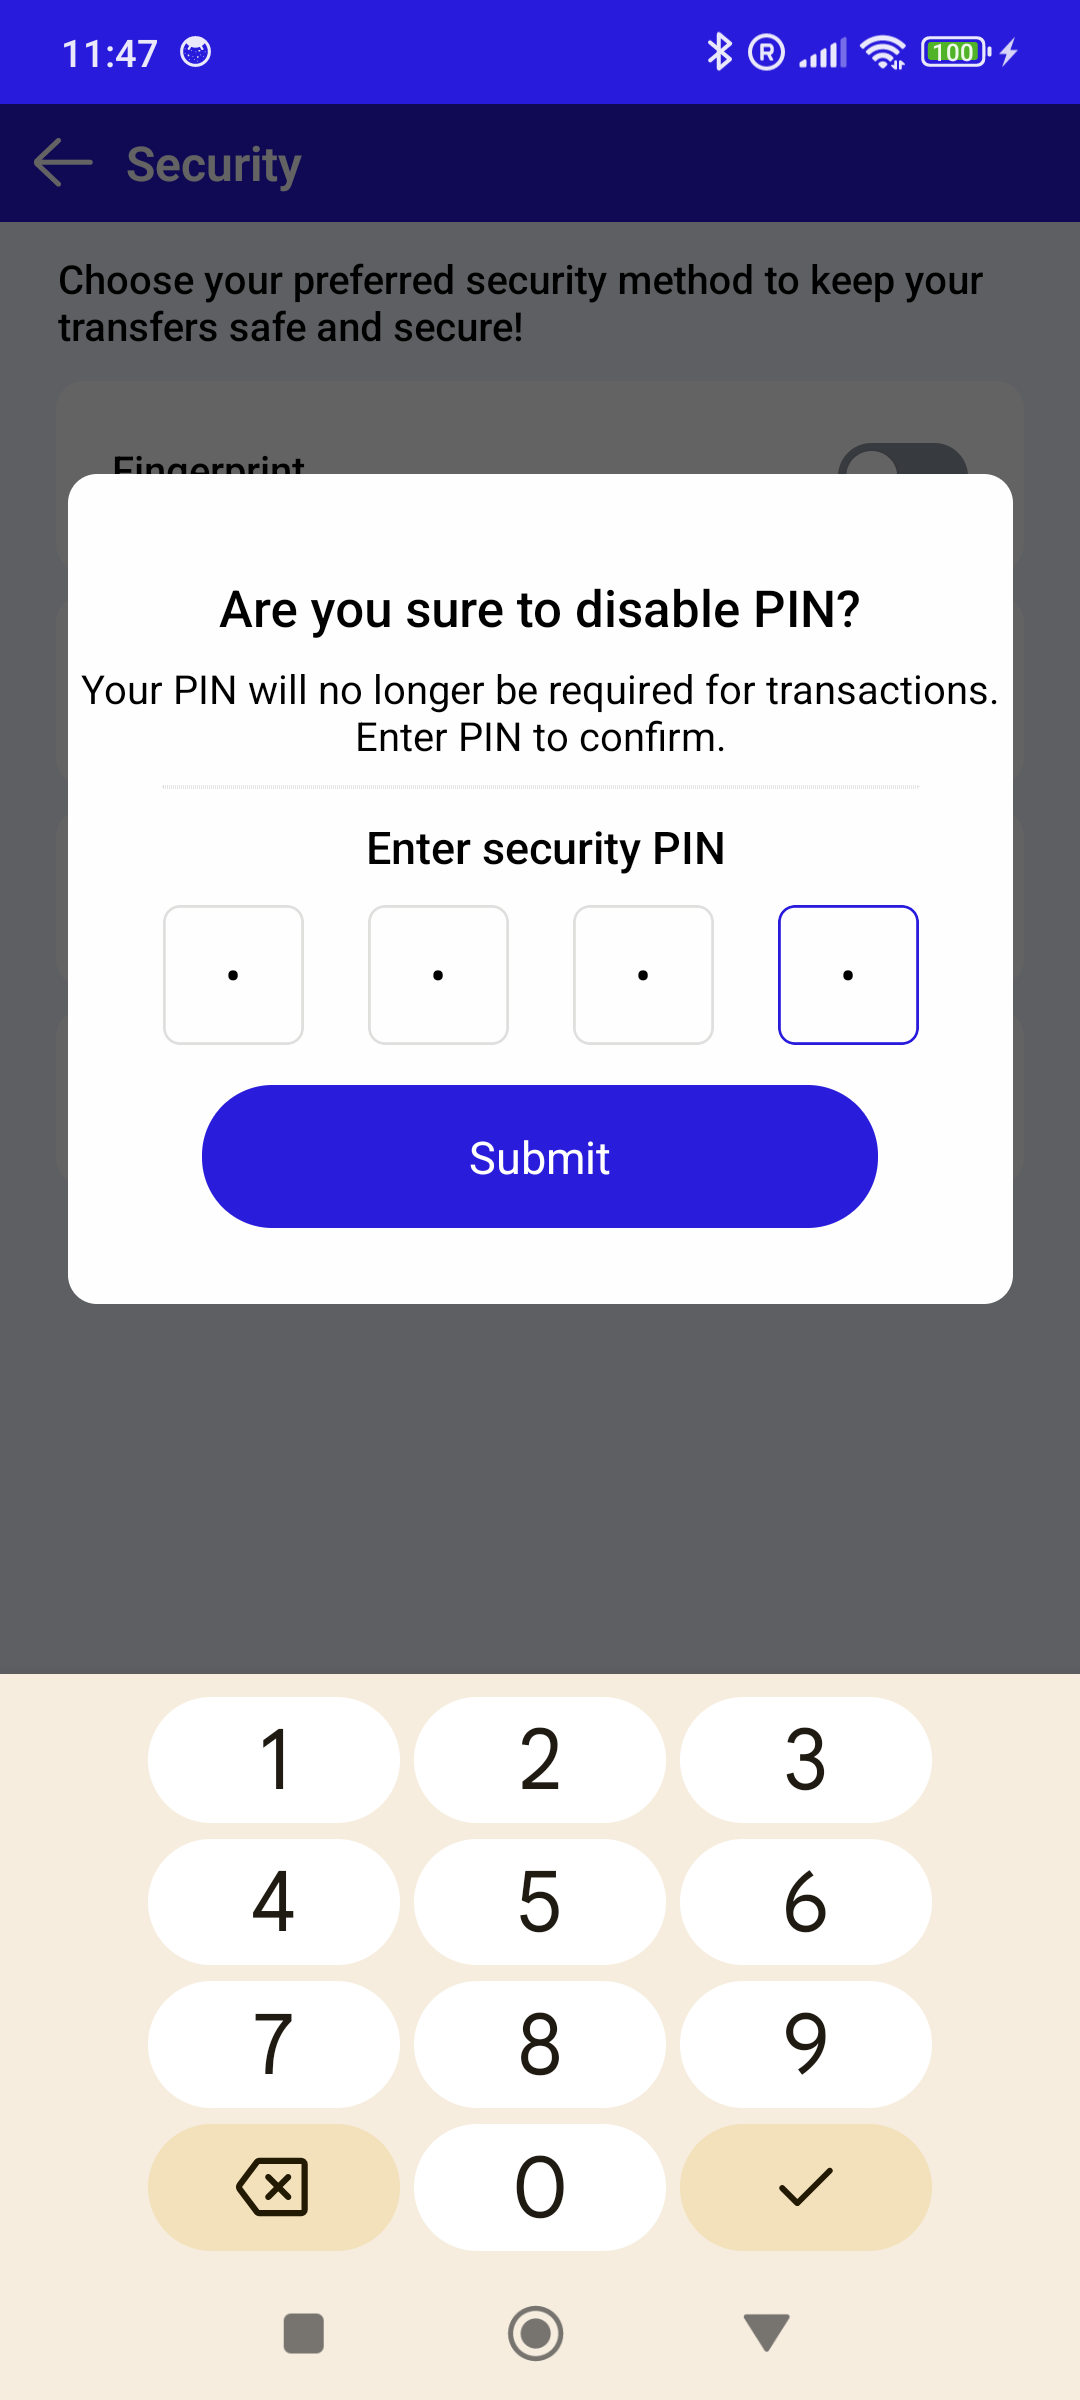 11:47
R
100
Security
Choose your preferred security method to keep your
transfers safe and secure!
Fingerprint
Are you sure to disable PIN?
Your PIN will no longer be required for transactions.
Enter PIN to confirm.
Enter security PIN
Submit
1 2 3
4 5 6
7 8 9
0